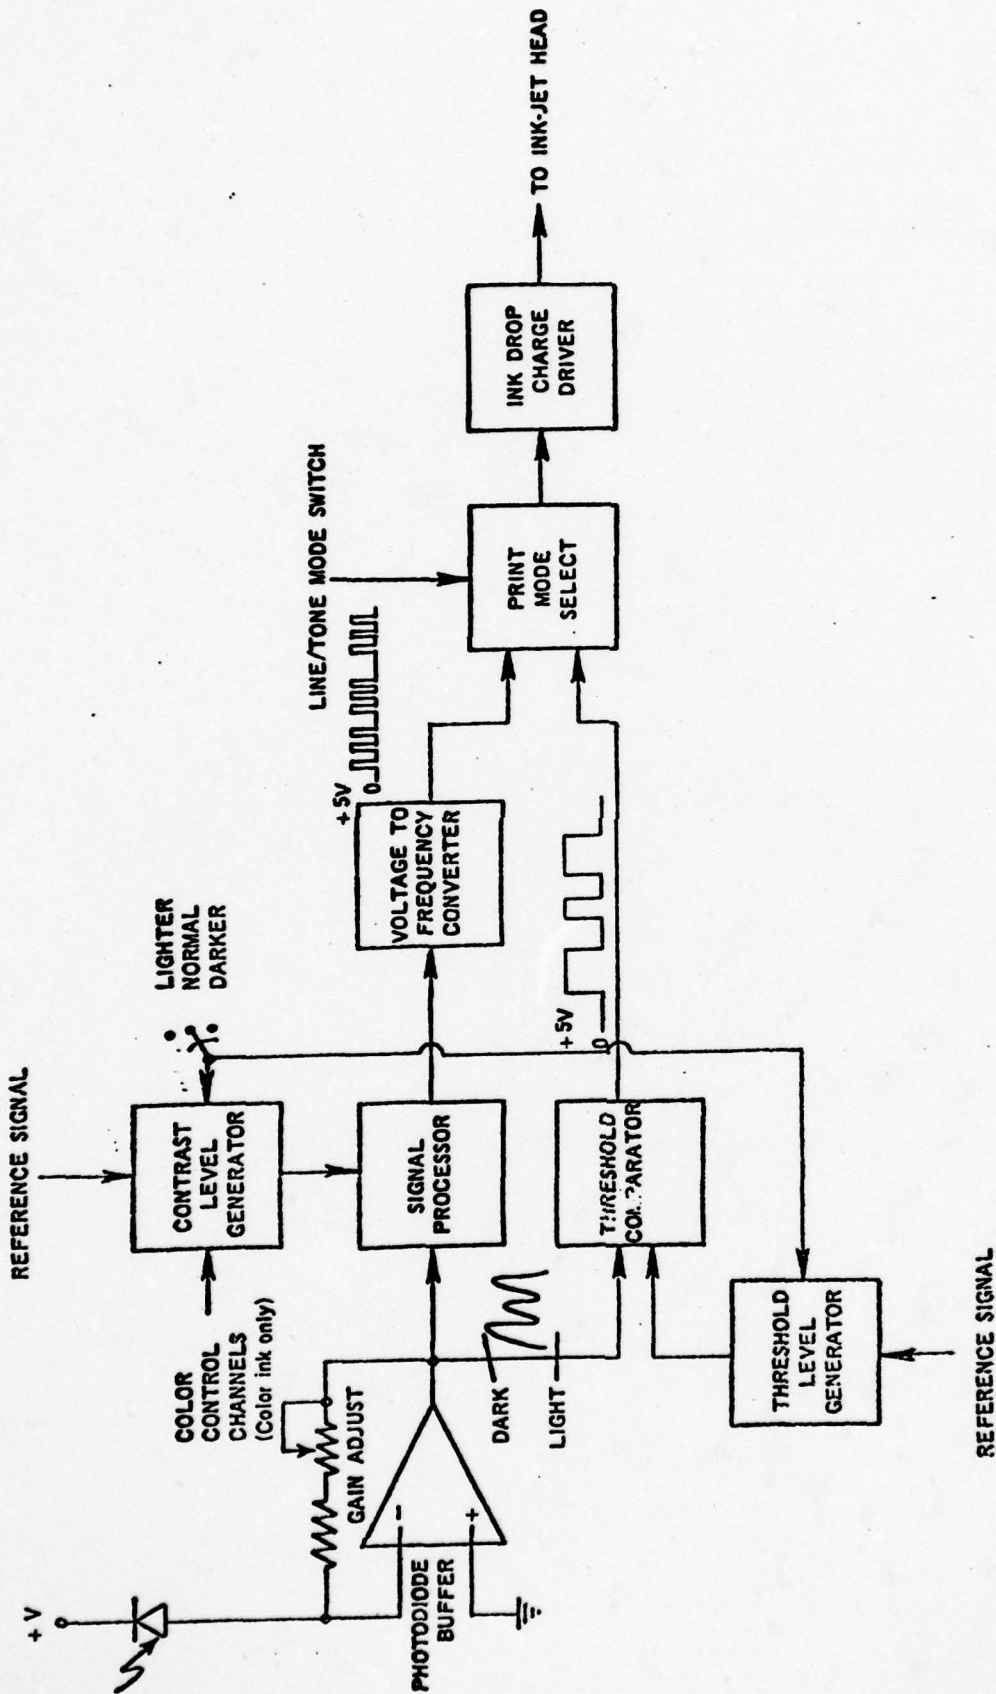 REFERENCE SIGNAL
LIGHTER
NORMAL
DARKER
CONTRAST
LEVEL
GENERATOR
COLOR
CONTROL
CHANNELS
(Color ink only)
+ V
GAIN ADJUST
-
+
PHOTODIODE
BUFFER
SIGNAL
PROCESSOR
DARK
LIGHT
THRESHOLD
COMPARATOR
THRESHOLD
LEVEL
GENERATOR
REFERENCE SIGNAL
VOLTAGE TO
FREQUENCY
CONVERTER
+5V
0
+5V
0
LINE/TONE MODE SWITCH
PRINT
MODE
SELECT
INK DROP
CHARGE
DRIVER
TO INK-JET HEAD